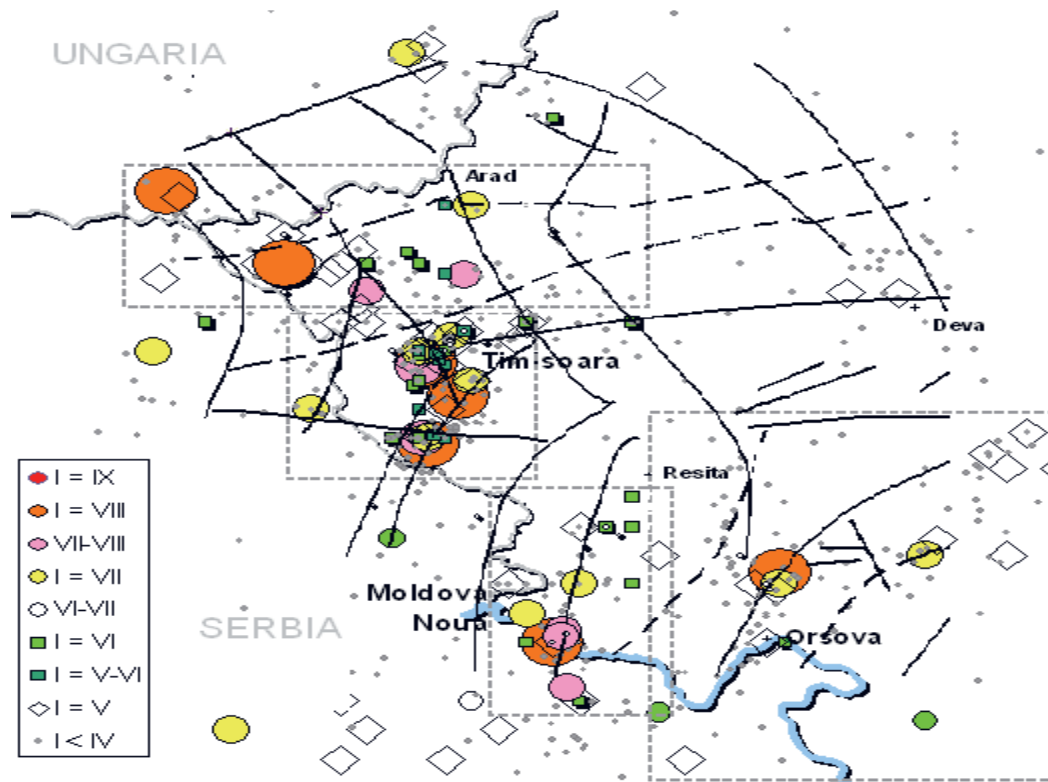 UNGARIA
Arad
Deva
Timisoara
Resita
Moldova
Noua
SERBIA
Orsova
I = IX
I = VIII
VII-VIII
I = VII
VI-VII
I = VI
I = V-VI
I = V
I < IV